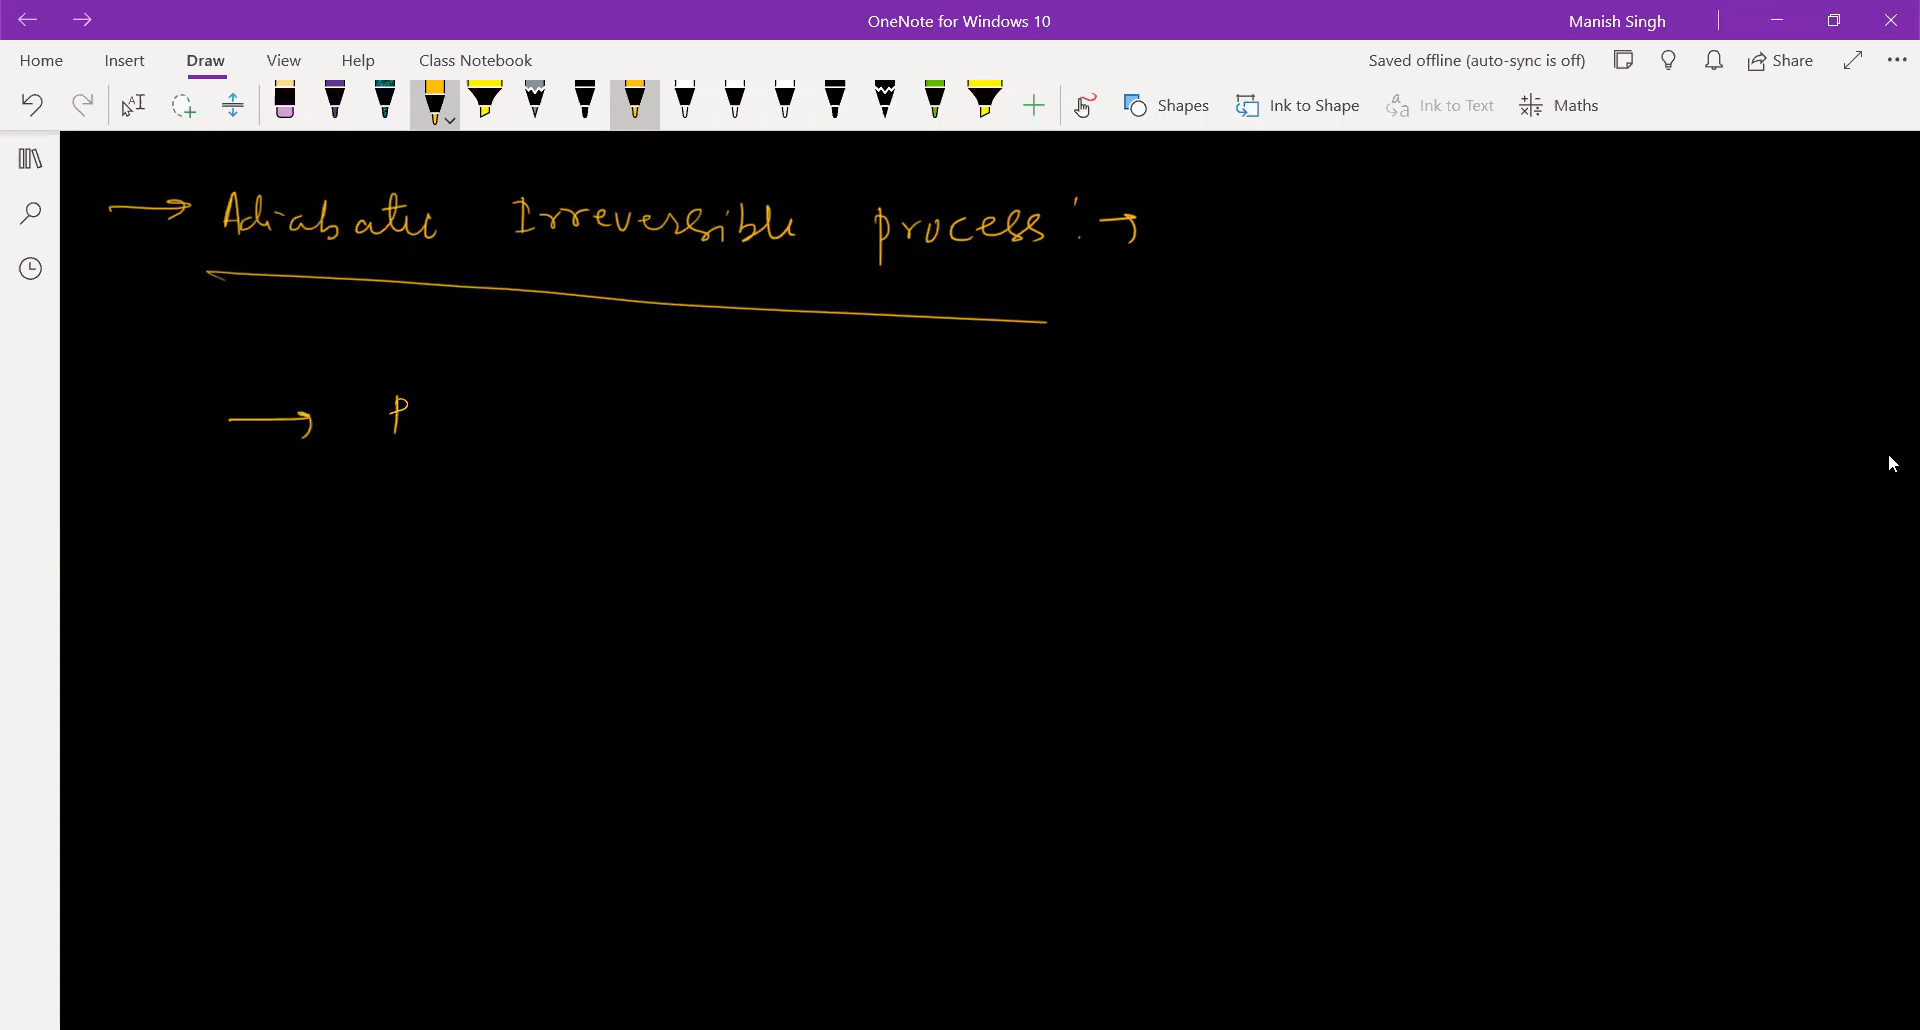 OneNote for Windows 10
Manish Singh
Home Insert Draw View Help Class Notebook
Saved offline (auto-sync is off) Share
Shapes Ink to Shape Ink to Text Maths
→ Adiabatic Irreversible process :→
→ P